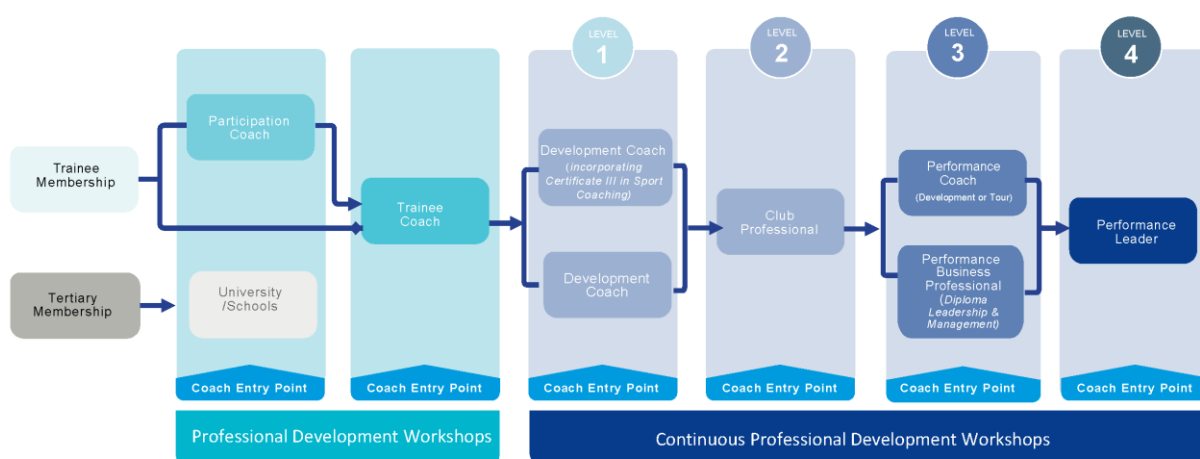 LEVEL
1
LEVEL
2
LEVEL
3
LEVEL
4
Trainee
Membership
Participation
Coach
Trainee
Coach
Development Coach
(incorporating
Certificate III in Sport
Coaching)
Development
Coach
Club
Professional
Performance
Coach
(Development or Tour)
Performance
Business
Professional
(Diploma
Leadership &
Management)
Performance
Leader
Tertiary
Membership
University
/Schools
Coach Entry Point
Coach Entry Point
Coach Entry Point
Coach Entry Point
Coach Entry Point
Coach Entry Point
Professional Development Workshops
Continuous Professional Development Workshops